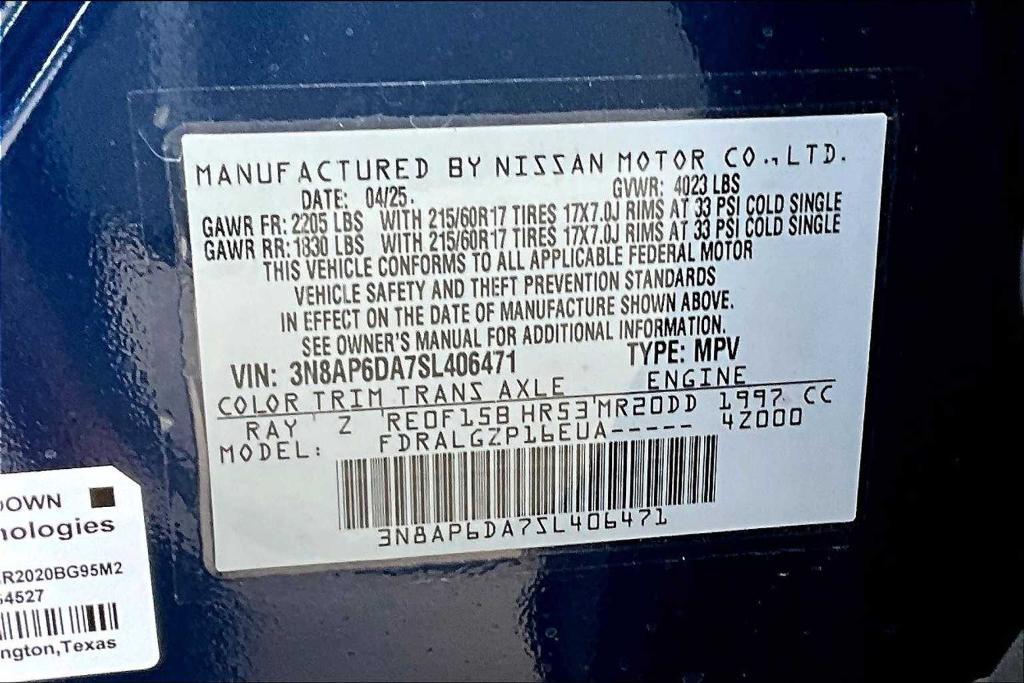 MANUFACTURED BY NISSAN MOTOR CO.,LTD.
DATE: 04/25. GVWR: 4023 LBS
GAWR FR: 2205 LBS WITH 215/60R17 TIRES 17X7.0J RIMS AT 33 PSI COLD SINGLE
GAWR RR: 1830 LBS WITH 215/60R17 TIRES 17X7.0J RIMS AT 33 PSI COLD SINGLE
THIS VEHICLE CONFORMS TO ALL APPLICABLE FEDERAL MOTOR
VEHICLE SAFETY AND THEFT PREVENTION STANDARDS
IN EFFECT ON THE DATE OF MANUFACTURE SHOWN ABOVE.
SEE OWNER'S MANUAL FOR ADDITIONAL INFORMATION.
VIN: 3N8AP6DA7SL406471 TYPE: MPV
COLOR TRIM TRANS AXLE ENGINE
RAY Z RE0F15B HR53 MR20DD 1997 CC
MODEL: FDRALGZP16EUA----- 4Z000
3N8AP6DA7SL406471
OWN
nologies
R2020BG95M2
4527
ngton,Texas